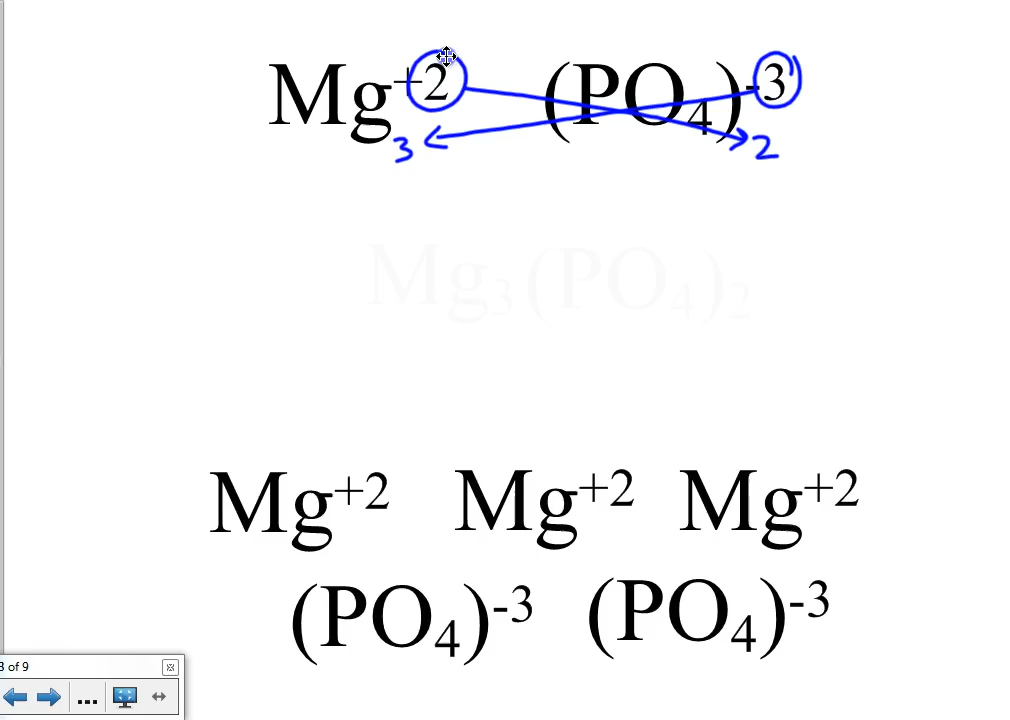 Mg⁺² (PO₄)⁻³
3 2
Mg₃(PO₄)₂
Mg⁺² Mg⁺² Mg⁺²
(PO₄)⁻³ (PO₄)⁻³
3 of 9
...